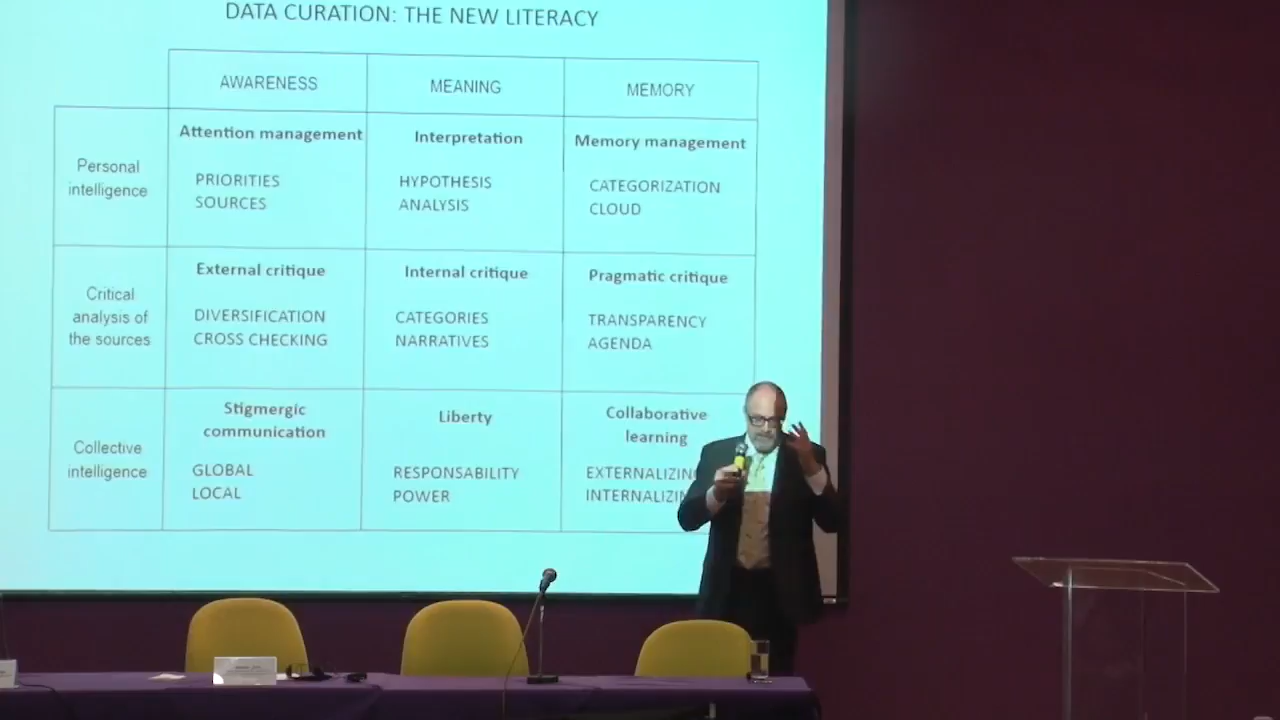 DATA CURATION: THE NEW LITERACY
AWARENESS
MEANING
MEMORY
Personal
intelligence
Attention management
PRIORITIES
SOURCES
Interpretation
HYPOTHESIS
ANALYSIS
Memory management
CATEGORIZATION
CLOUD
Critical
analysis of
the sources
External critique
DIVERSIFICATION
CROSS CHECKING
Internal critique
CATEGORIES
NARRATIVES
Pragmatic critique
TRANSPARENCY
AGENDA
Collective
intelligence
Stigmergic
communication
GLOBAL
LOCAL
Liberty
RESPONSABILITY
POWER
Collaborative
learning
EXTERNALIZIN
INTERNALIZIN